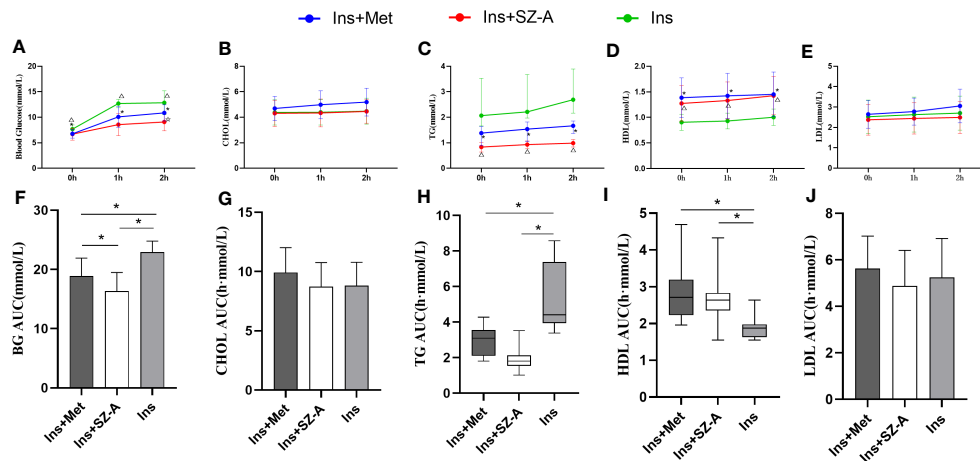 Ins+Met Ins+SZ-A Ins
A
Blood Glucose(mmol/L)
15
10
5
0
0h 1h 2h
△ * △ * △ * ☆
B
CHOL(mmol/L)
8
6
4
2
0
0h 1h 2h
C
TG(mmol/L)
5
4
3
2
1
0
0h 1h 2h
* * *
△ △ △
D
HDL(mmol/L)
2.0
1.5
1.0
0.5
0.0
0h 1h 2h
* * *
△ △ △
E
LDL(mmol/L)
5
4
3
2
1
0
0h 1h 2h
F
BG AUC(mmol/L)
30
20
10
0
* * *
Ins+Met Ins+SZ-A Ins
G
CHOL AUC(h·mmol/L)
15
10
5
0
Ins+Met Ins+SZ-A Ins
H
TG AUC(h·mmol/L)
10
8
6
4
2
0
* *
Ins+Met Ins+SZ-A Ins
I
HDL AUC(h·mmol/L)
5
4
3
2
1
0
* *
Ins+Met Ins+SZ-A Ins
J
LDL AUC(h·mmol/L)
8
6
4
2
0
Ins+Met Ins+SZ-A Ins